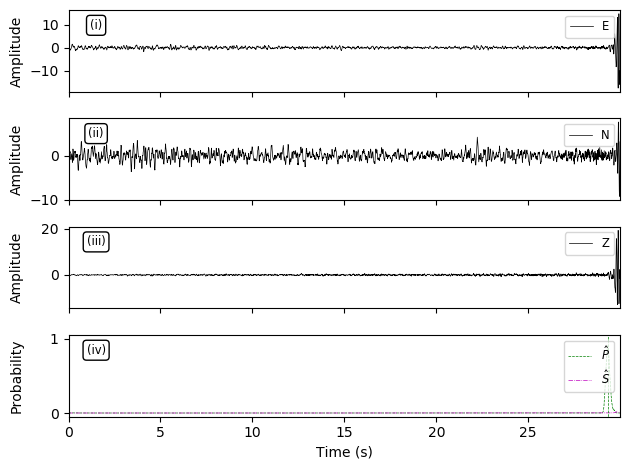 (i)
E
Amplitude
10
0
−10
(ii)
N
Amplitude
0
−10
(iii)
Z
Amplitude
20
0
(iv)
P̂
Ŝ
Probability
1
0
0 5 10 15 20 25
Time (s)